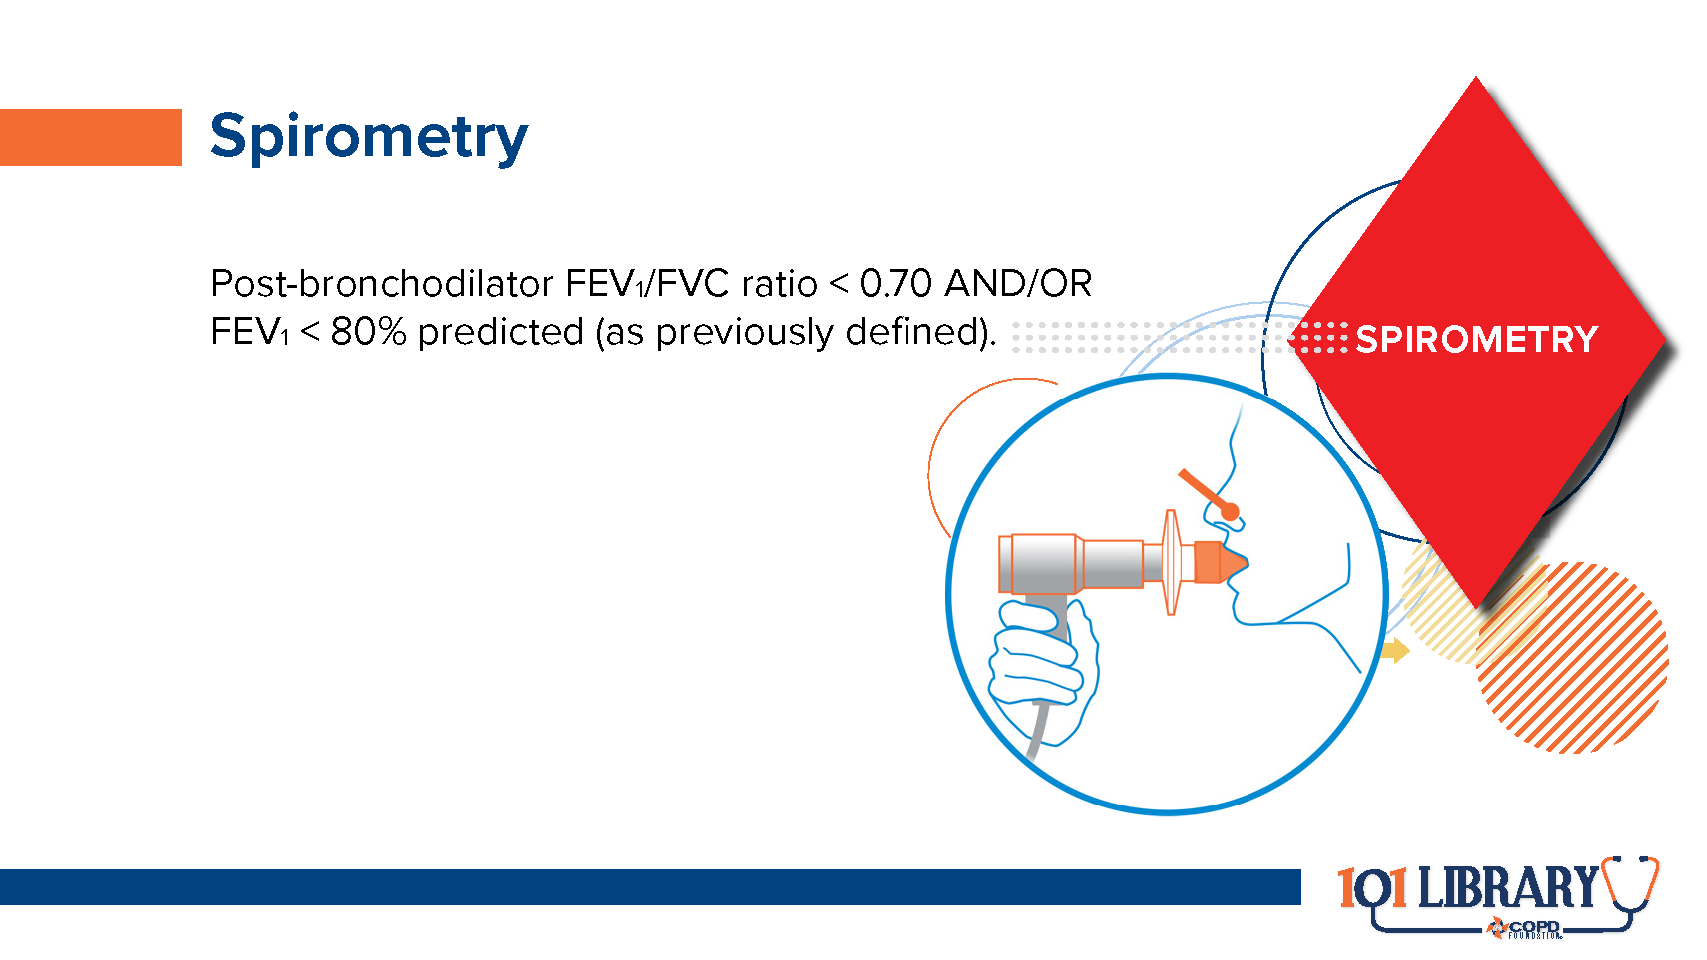 Spirometry
Post-bronchodilator FEV₁/FVC ratio < 0.70 AND/OR
FEV₁ < 80% predicted (as previously defined).
SPIROMETRY
101 LIBRARY
COPD
FOUNDATION®